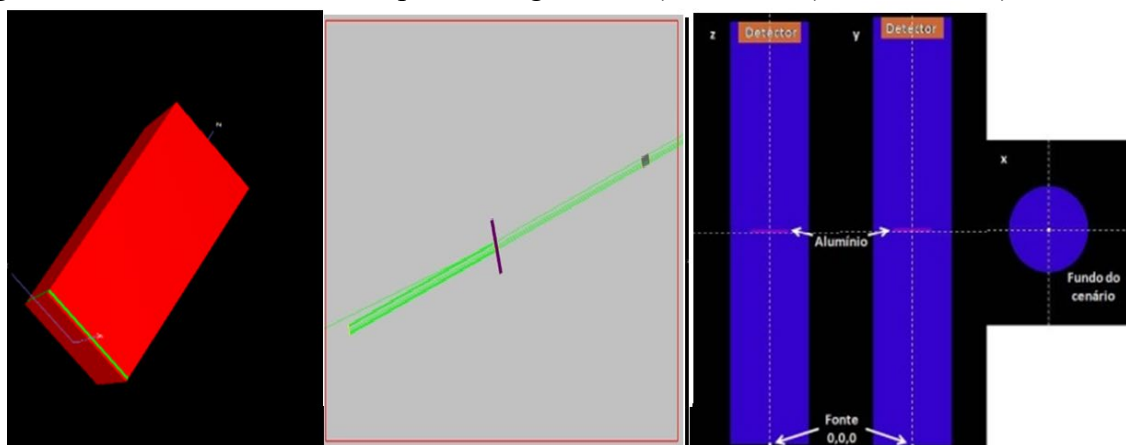 z
x
z
Detector
y
Detector
Alumínio
x
Fundo do
cenário
Fonte
0,0,0